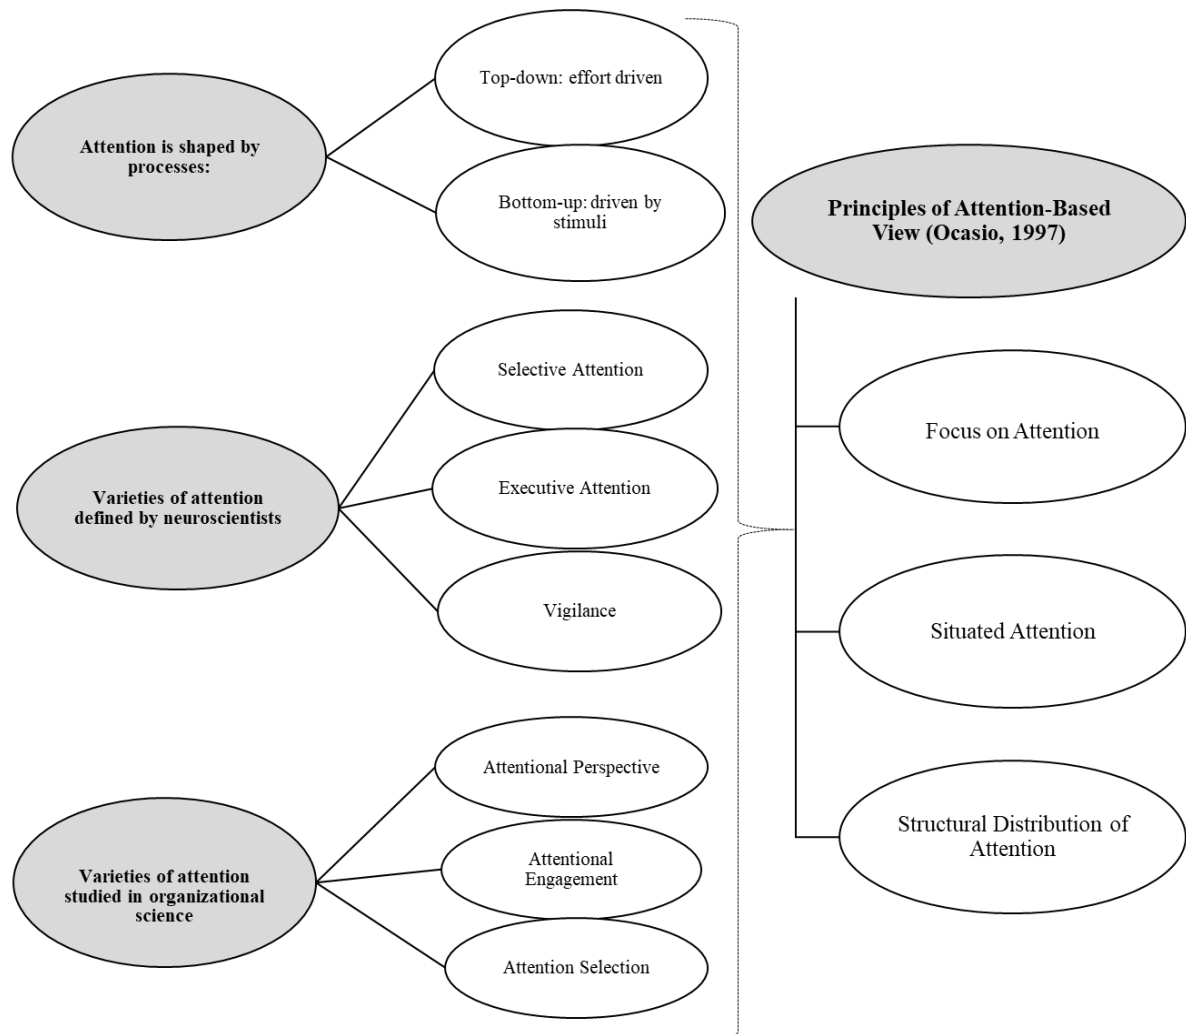 Attention is shaped by
processes:
Top-down: effort driven
Bottom-up: driven by
stimuli
Varieties of attention
defined by neuroscientists
Selective Attention
Executive Attention
Vigilance
Varieties of attention
studied in organizational
science
Attentional Perspective
Attentional
Engagement
Attention Selection
Principles of Attention-Based
View (Ocasio, 1997)
Focus on Attention
Situated Attention
Structural Distribution of
Attention